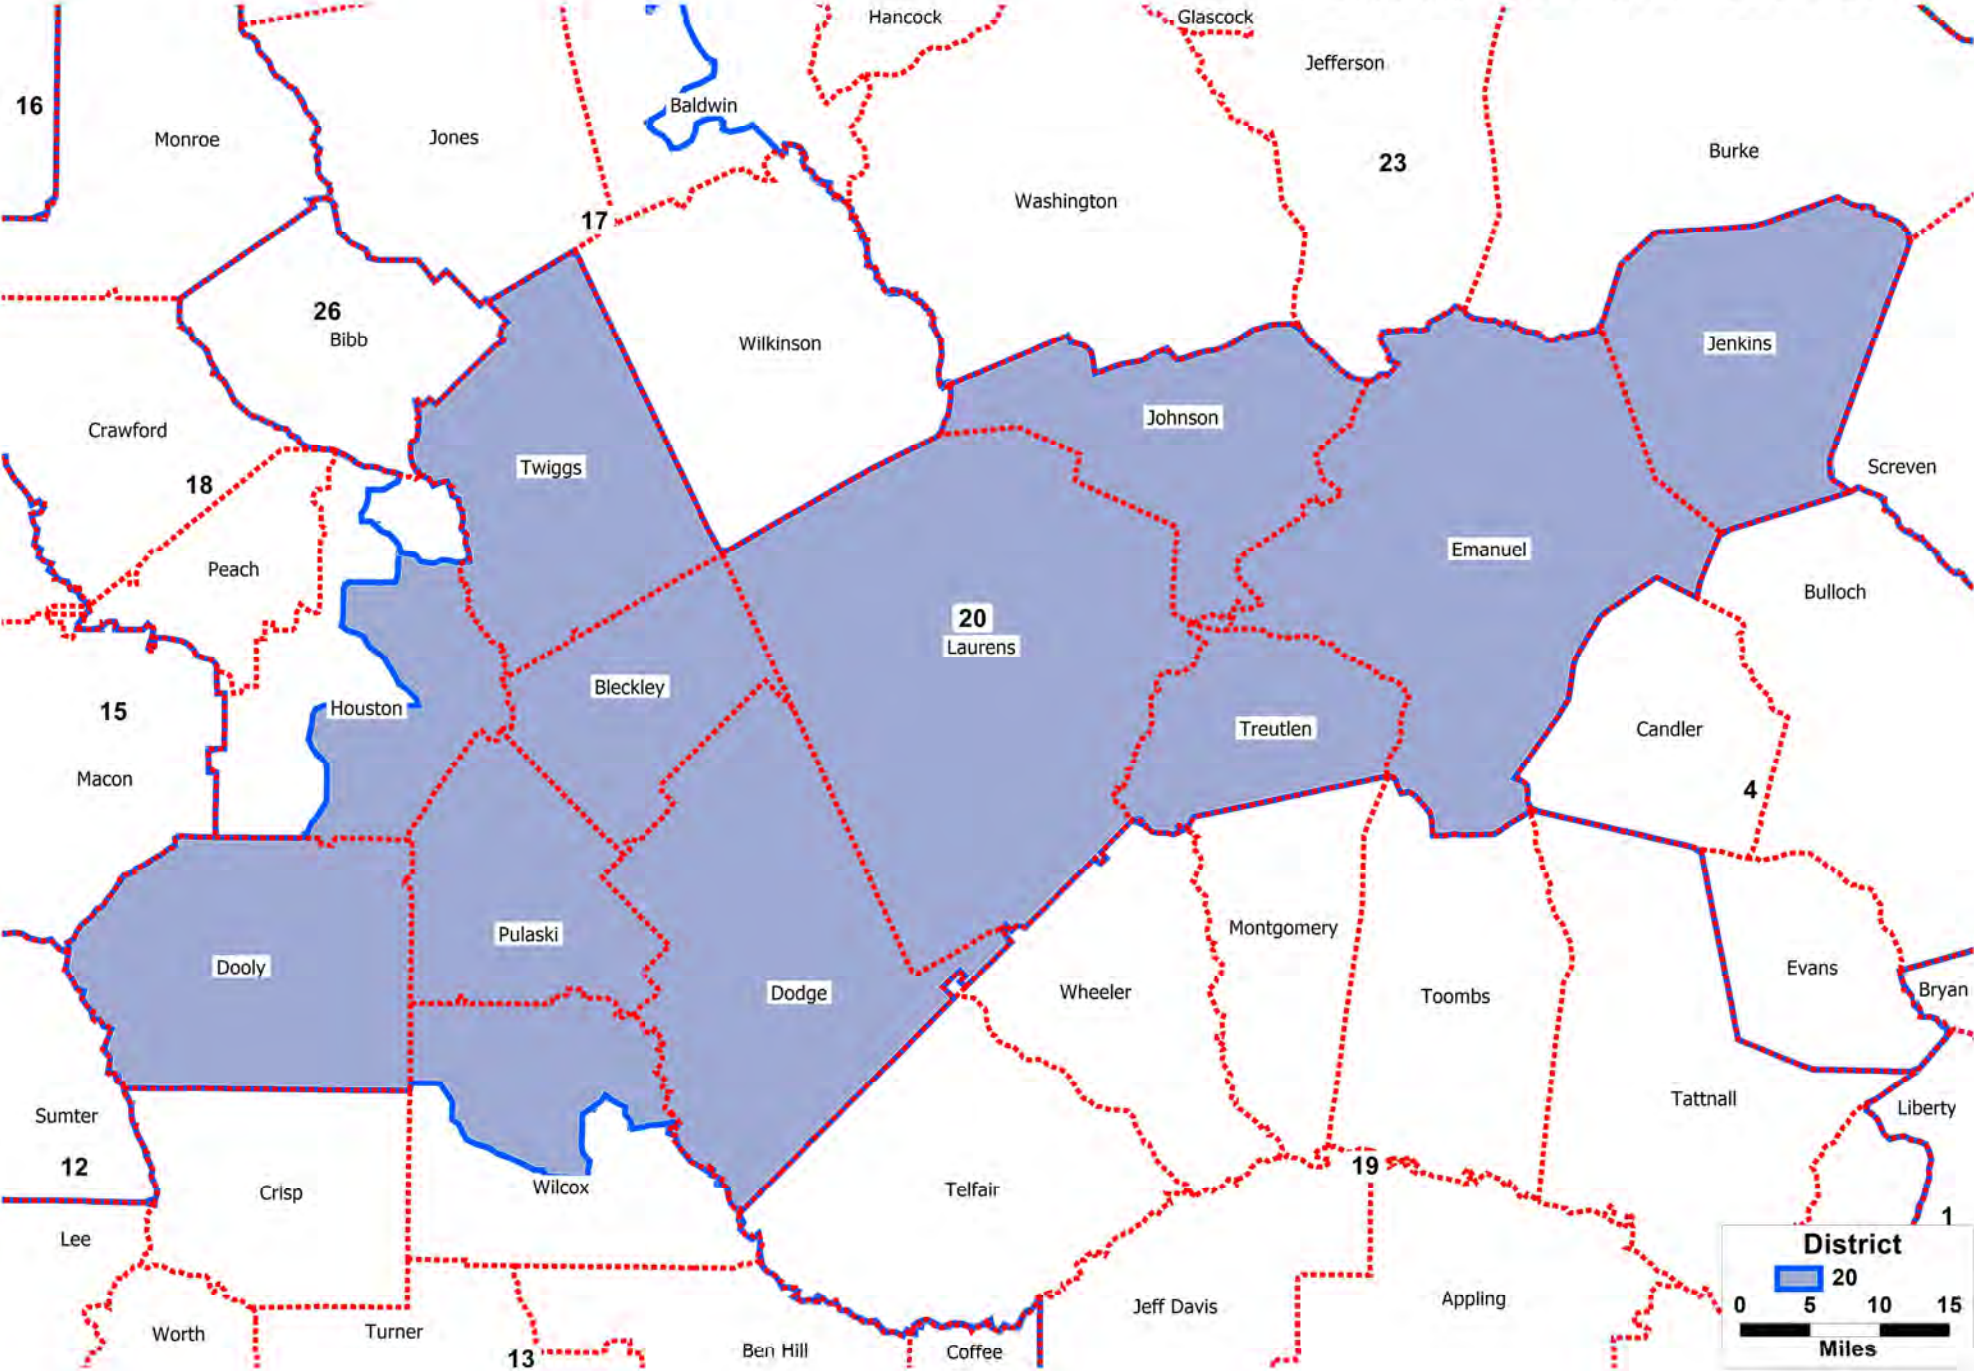 Hancock
Glascock
Jefferson
16
Baldwin
Monroe
Jones
23
Burke
Washington
17
26
Bibb
Wilkinson
Jenkins
Johnson
Crawford
Twiggs
Screven
18
Emanuel
Peach
Bulloch
20
Laurens
Bleckley
15
Houston
Treutlen
Candler
Macon
4
Pulaski
Montgomery
Dooly
Evans
Dodge
Wheeler
Toombs
Bryan
Sumter
Tattnall
Liberty
12
19
Crisp
Wilcox
Telfair
1
Lee
District
20
0 5 10 15
Miles
Jeff Davis
Appling
Worth
Turner
13
Ben Hill
Coffee